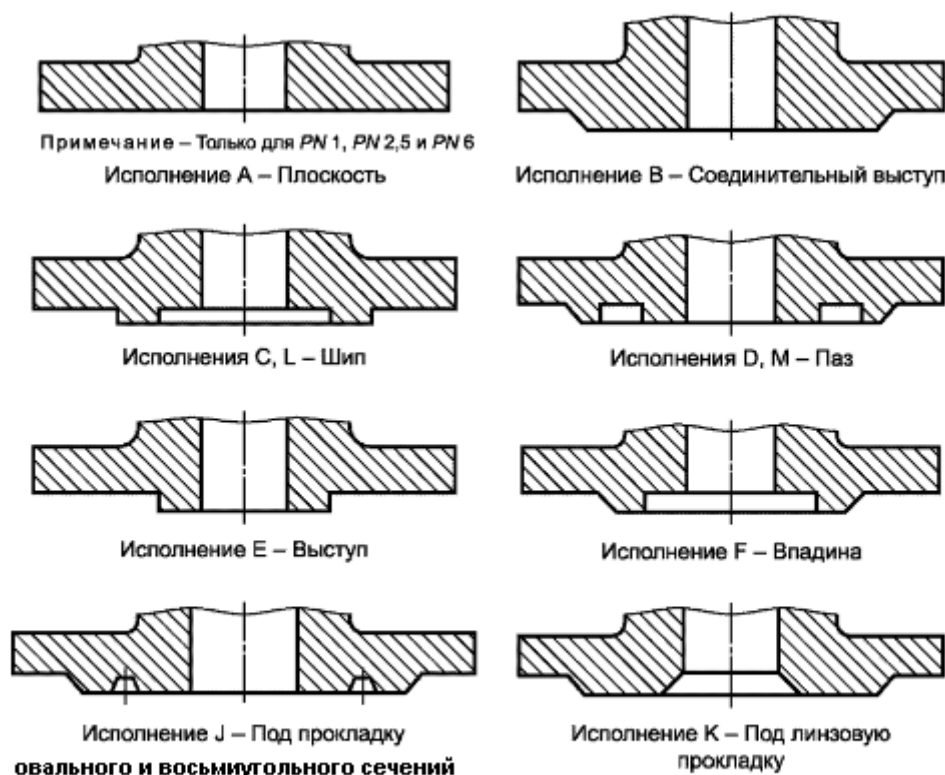 Примечание – Только для PN 1, PN 2,5 и PN 6
Исполнение А – Плоскость
Исполнение В – Соединительный выступ
Исполнения C, L – Шип
Исполнения D, M – Паз
Исполнение Е – Выступ
Исполнение F – Впадина
Исполнение J – Под прокладку
овального и восьмиугольного сечений
Исполнение K – Под линзовую
прокладку